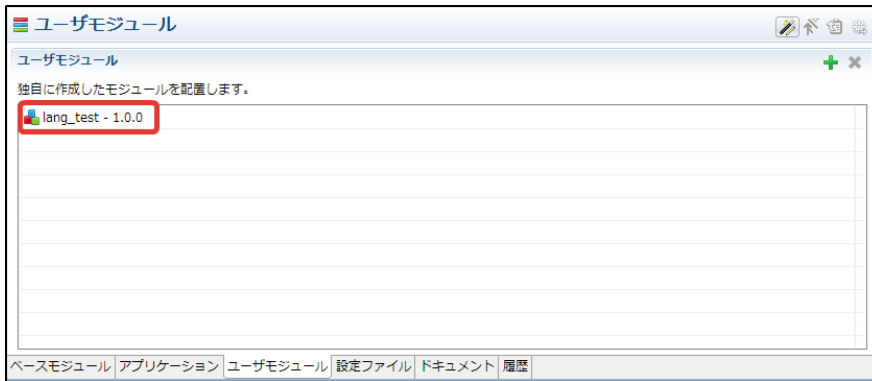 ユーザモジュール
ユーザモジュール
独自に作成したモジュールを配置します。
lang_test - 1.0.0
ベースモジュール アプリケーション ユーザモジュール 設定ファイル ドキュメント 履歴